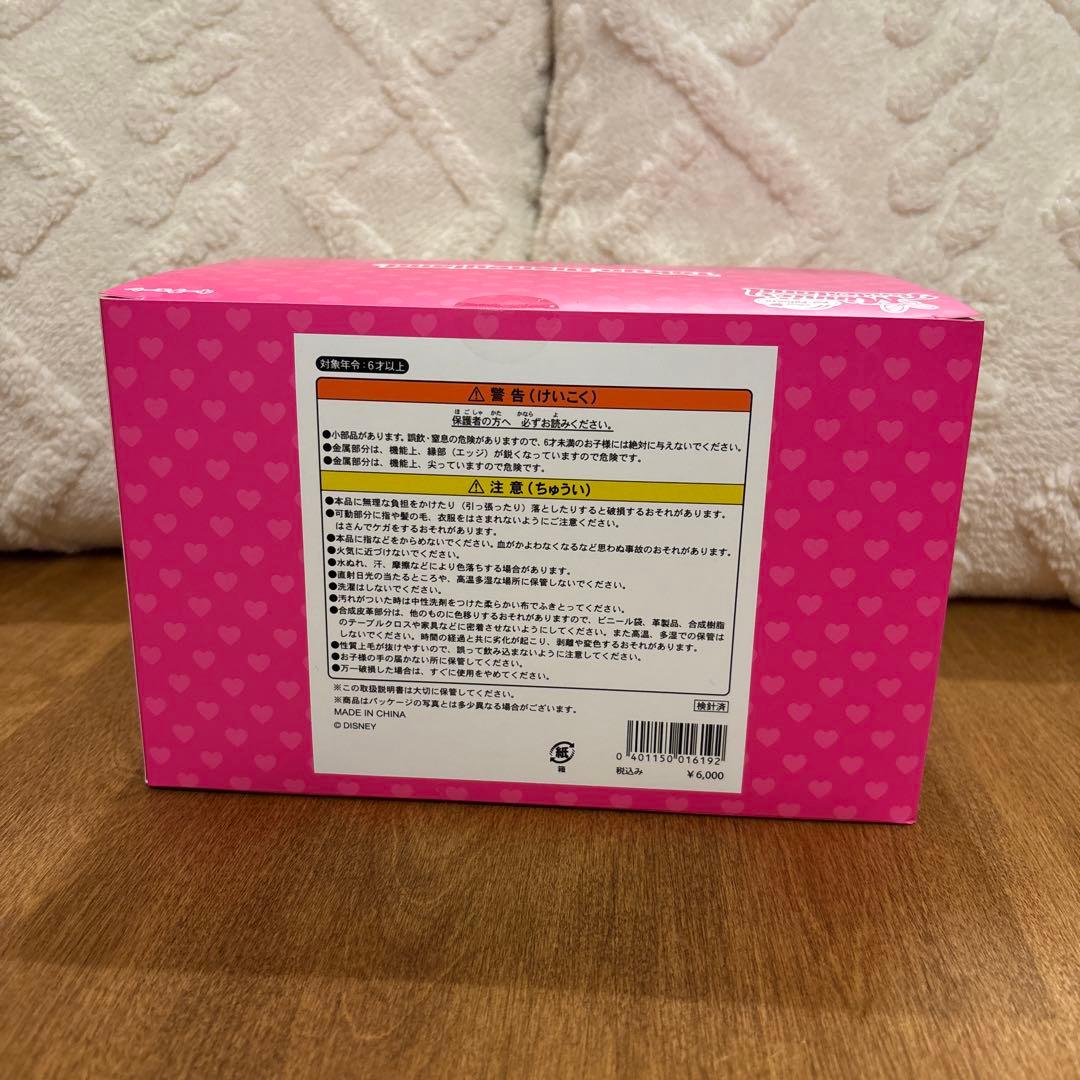 対象年令:6才以上
⚠警告(けいこく)
保護者の方へ 必ずお読みください。
●小部品があります。誤飲・窒息の危険がありますので、6才未満のお子様には絶対に与えないでください。
●金属部分は、機能上、縁部(エッジ)が鋭くなっていますので危険です。
●金属部分は、機能上、尖っていますので危険です。
⚠注意(ちゅうい)
●本品に無理な負担をかけたり(引っ張ったり)落としたりすると破損するおそれがあります。
●可動部分に指や髪の毛、衣服をはさまれないようにご注意ください。
はさんでケガをするおそれがあります。
●本品に指などをからめないでください。血がかよわなくなるなど思わぬ事故のおそれがあります。
●火気に近づけないでください。
●水ぬれ、汗、摩擦などにより色落ちする場合があります。
●直射日光の当たるところや、高温多湿な場所に保管しないでください。
●洗濯はしないでください。
●汚れがついた時は中性洗剤をつけた柔らかい布でふきとってください。
●合成皮革部分は、他のものに色移りするおそれがありますので、ビニール袋、革製品、合成樹脂
のテーブルクロスや家具などに密着させないようにしてください。また高温、多湿での保管は
しないでください。時間の経過と共に劣化が起こり、剥離や変色するおそれがあります。
●性質上毛が抜けやすいので、誤って飲み込まないように注意してください。
●お子様の手の届かない所に保管してください。
●万一破損した場合は、すぐに使用をやめてください。
※この取扱説明書は大切に保管してください。
※商品はパッケージの写真とは多少異なる場合がございます。
検針済
MADE IN CHINA
© DISNEY
紙
箱
0 401150 016192
税込み ¥6,000